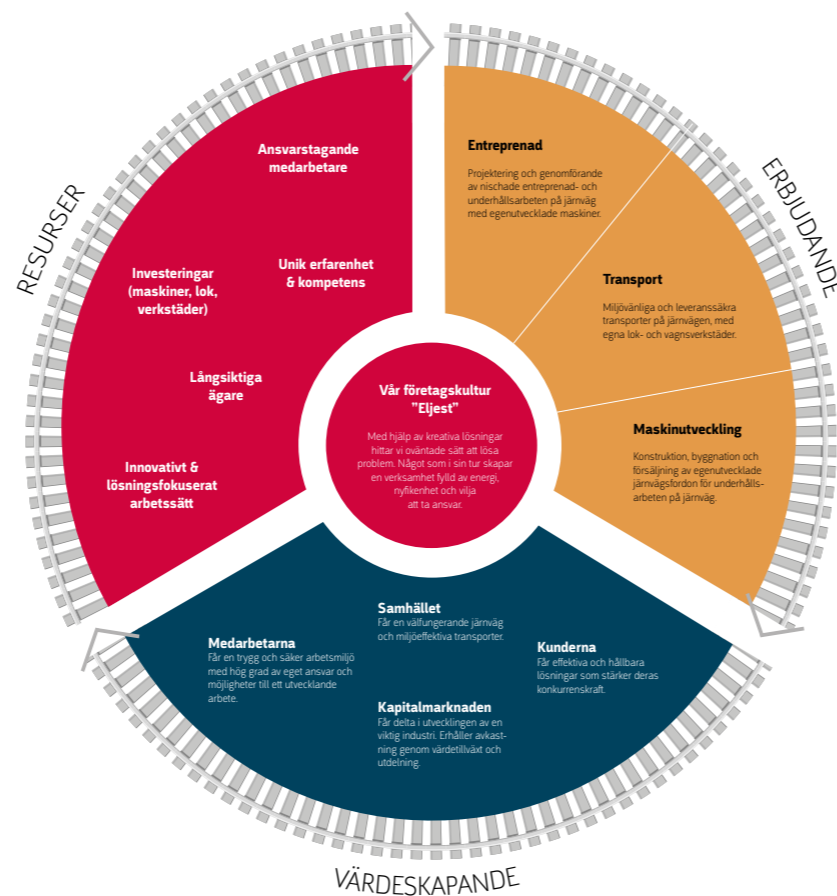 RESURSER
Ansvarstagande
medarbetare
Unik erfarenhet
& kompetens
Investeringar
(maskiner, lok,
verkstäder)
Långsiktiga
ägare
Innovativt &
lösningsfokuserat
arbetssätt
ERBJUDANDE
Entreprenad
Projektering och genomförande
av nischade entreprenad- och
underhållsarbeten på järnväg
med egenutvecklade maskiner.
Transport
Miljövänliga och leveranssäkra
transporter på järnvägen, med
egna lok- och vagnsverkstäder.
Maskinutveckling
Konstruktion, byggnation och
försäljning av egenutvecklade
järnvägsfordon för underhålls-
arbeten på järnväg.
Vår företagskultur
”Eljest”
Med hjälp av kreativa lösningar
hittar vi oväntade sätt att lösa
problem. Något som i sin tur skapar
en verksamhet fylld av energi,
nyfikenhet och vilja
att ta ansvar.
Medarbetarna
Får en trygg och säker arbetsmiljö
med hög grad av eget ansvar och
möjligheter till ett utvecklande
arbete.
Samhället
Får en välfungerande järnväg
och miljöeffektiva transporter.
Kapitalmarknaden
Får delta i utvecklingen av en
viktig industri. Erhåller avkast-
ning genom värdetillväxt och
utdelning.
Kunderna
Får effektiva och hållbara
lösningar som stärker deras
konkurrenskraft.
VÄRDESKAPANDE